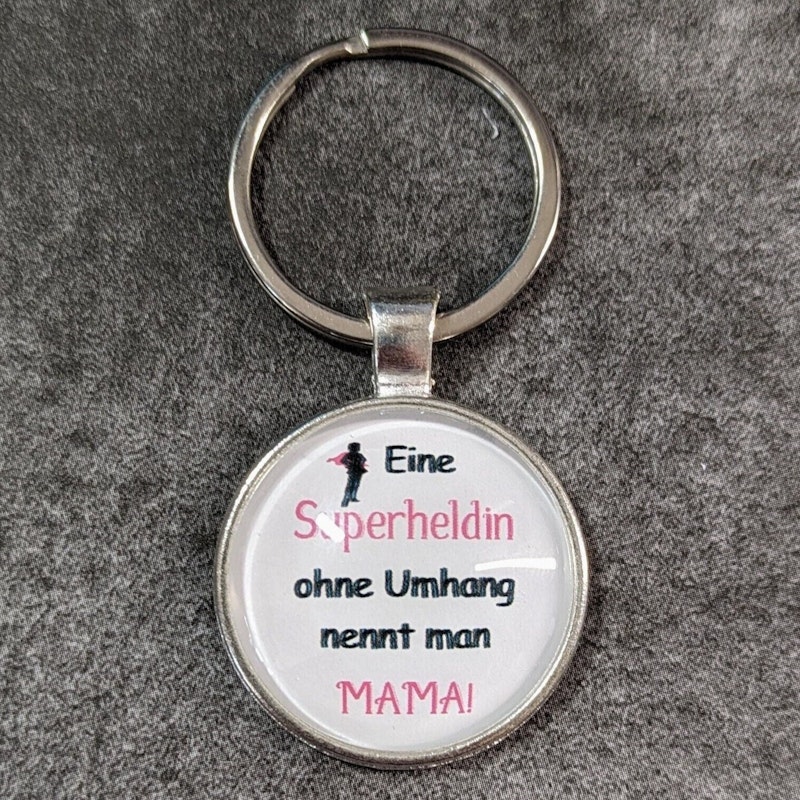 Eine
Superheldin
ohne Umhang
nennt man
MAMA!